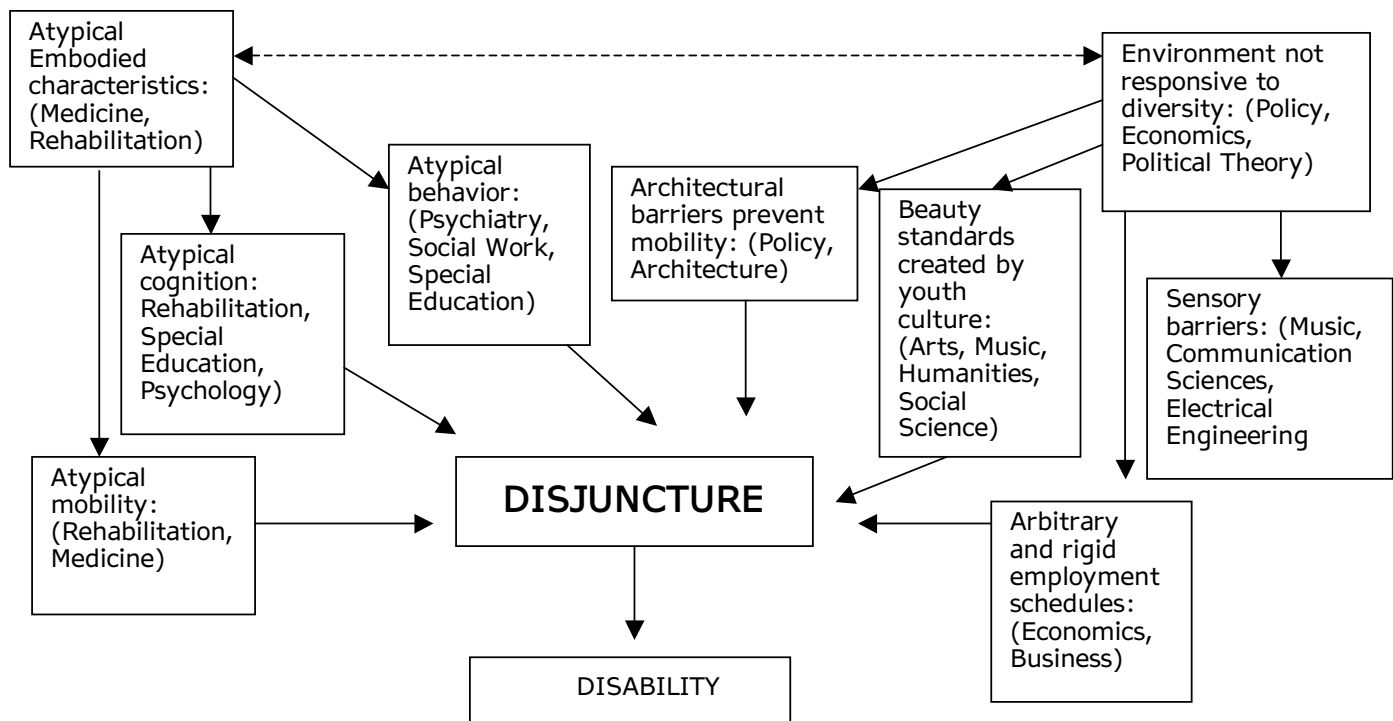 Atypical
Embodied
characteristics:
(Medicine,
Rehabilitation)
Environment not
responsive to
diversity: (Policy,
Economics,
Political Theory)
Atypical
behavior:
(Psychiatry,
Social Work,
Special
Education)
Architectural
barriers prevent
mobility: (Policy,
Architecture)
Beauty
standards
created by
youth
culture:
(Arts, Music,
Humanities,
Social
Science)
Atypical
cognition:
Rehabilitation,
Special
Education,
Psychology)
Sensory
barriers: (Music,
Communication
Sciences,
Electrical
Engineering
Atypical
mobility:
(Rehabilitation,
Medicine)
DISJUNCTURE
Arbitrary
and rigid
employment
schedules:
(Economics,
Business)
DISABILITY